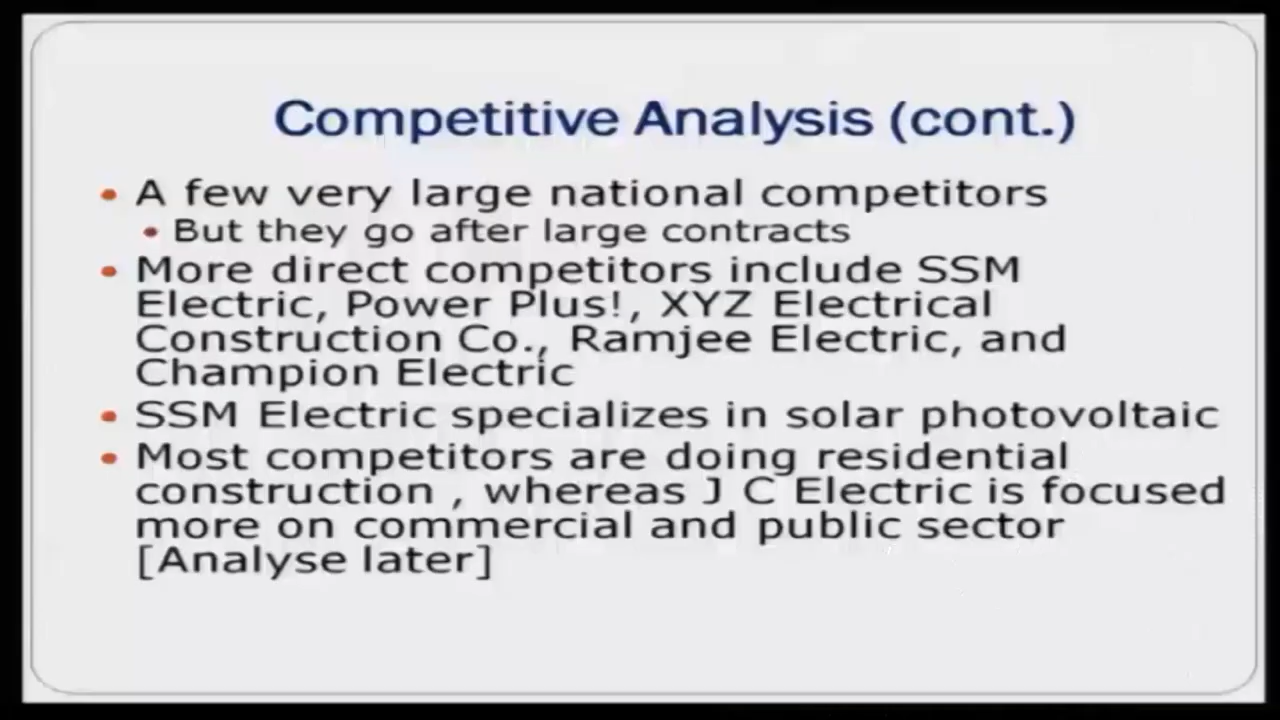 Competitive Analysis (cont.)
• A few very large national competitors
• But they go after large contracts
• More direct competitors include SSM
Electric, Power Plus!, XYZ Electrical
Construction Co., Ramjee Electric, and
Champion Electric
• SSM Electric specializes in solar photovoltaic
• Most competitors are doing residential
construction , whereas J C Electric is focused
more on commercial and public sector
[Analyse later]